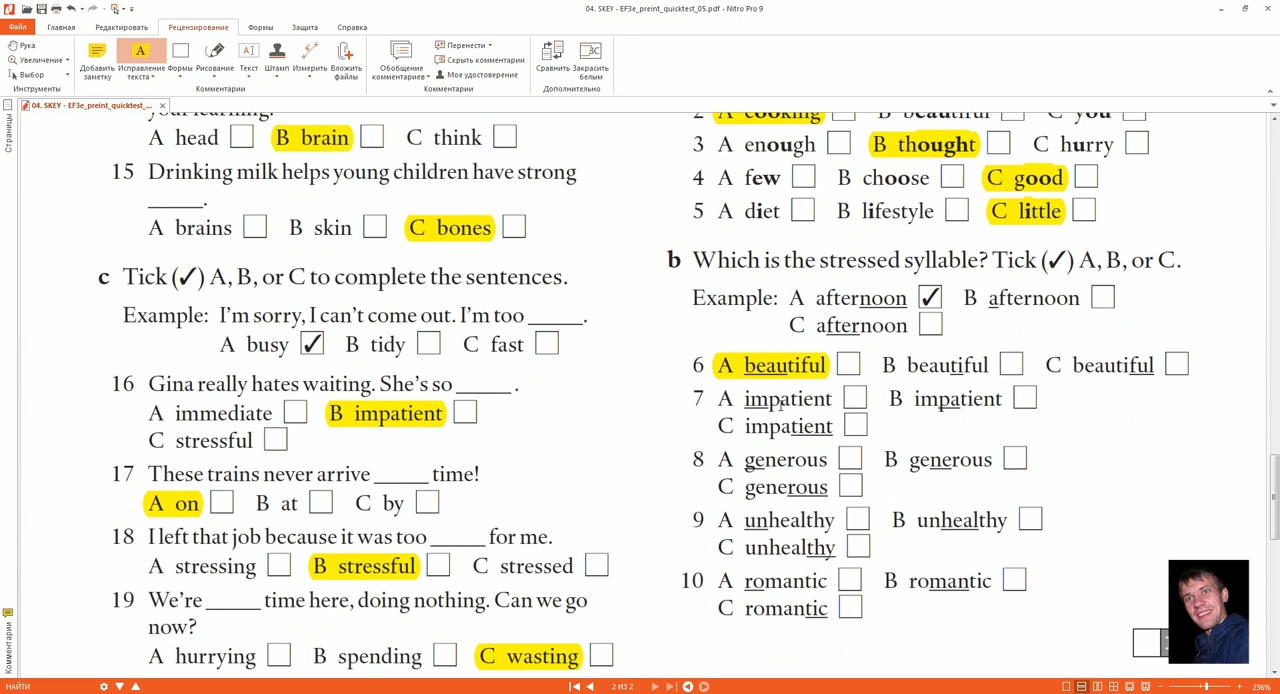 04. SKEY - EF3e_preint_quicktest_05.pdf - Nitro Pro 9
Файл Главная Редактировать Рецензирование Формы Защита Справка
Рука
Увеличение
Выбор
Инструменты
Добавить заметку
Исправление текста
Формы
Рисование
Текст
Штамп
Измерить
Вложить файлы
Комментарии
Обобщение комментариев
Перенести
Скрыть комментарии
Мое удостоверение
Комментарии
Сравнить
Закрасить белым
Дополнительно
04. SKEY - EF3e_preint_quicktest_...
Страницы
Комментарии
your learning.
A head B brain C think
15 Drinking milk helps young children have strong
______.
A brains B skin C bones
c Tick (✓) A, B, or C to complete the sentences.
Example: I'm sorry, I can't come out. I'm too ______.
A busy ✓ B tidy C fast
16 Gina really hates waiting. She's so ______ .
A immediate B impatient
C stressful
17 These trains never arrive ______ time!
A on B at C by
18 I left that job because it was too ______ for me.
A stressing B stressful C stressed
19 We're ______ time here, doing nothing. Can we go
now?
A hurrying B spending C wasting
2 A cooking B beautiful C you
3 A enough B thought C hurry
4 A few B choose C good
5 A diet B lifestyle C little
b Which is the stressed syllable? Tick (✓) A, B, or C.
Example: A afternoon ✓ B afternoon
C afternoon
6 A beautiful B beautiful C beautiful
7 A impatient B impatient
C impatient
8 A generous B generous
C generous
9 A unhealthy B unhealthy
C unhealthy
10 A romantic B romantic
C romantic
НАЙТИ
2 ИЗ 2
236%